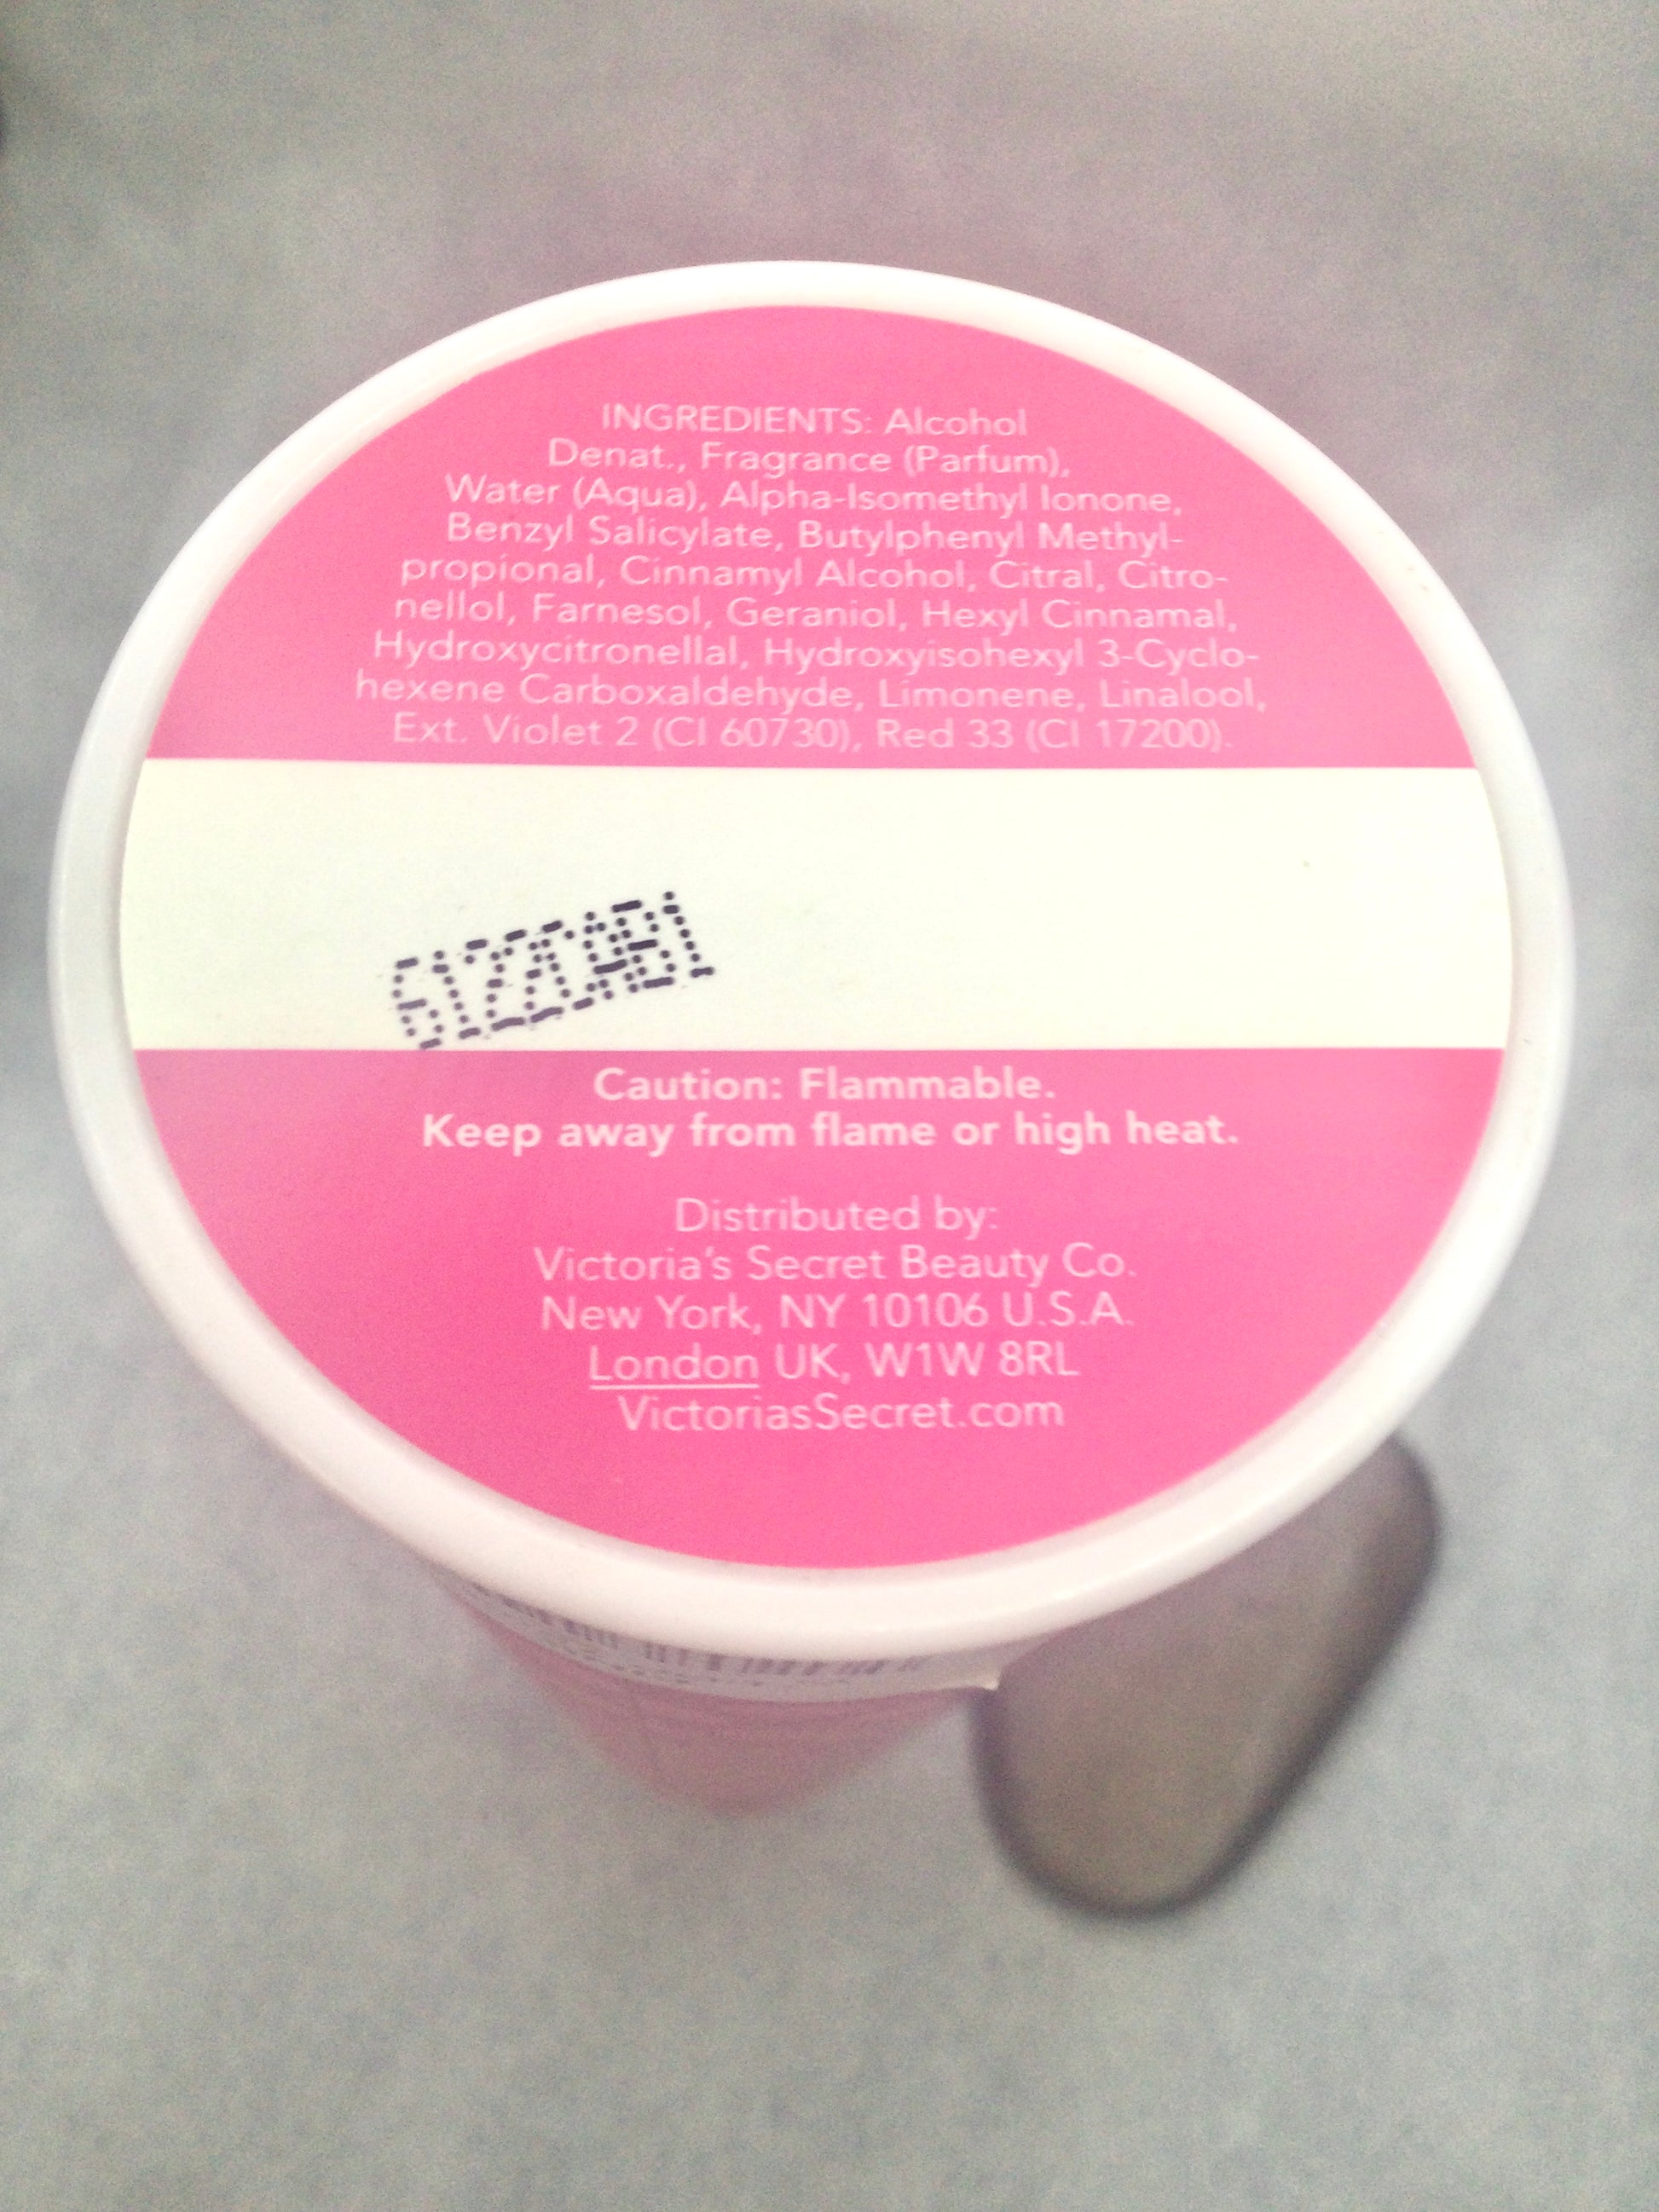 INGREDIENTS: Alcohol
Denat., Fragrance (Parfum),
Water (Aqua), Alpha-Isomethyl Ionone,
Benzyl Salicylate, Butylphenyl Methyl-
propional, Cinnamyl Alcohol, Citral, Citro-
nellol, Farnesol, Geraniol, Hexyl Cinnamal,
Hydroxycitronellal, Hydroxyisohexyl 3-Cyclo-
hexene Carboxaldehyde, Limonene, Linalool,
Ext. Violet 2 (CI 60730), Red 33 (CI 17200).
Caution: Flammable.
Keep away from flame or high heat.
Distributed by:
Victoria's Secret Beauty Co.
New York, NY 10106 U.S.A.
London UK, W1W 8RL
VictoriasSecret.com